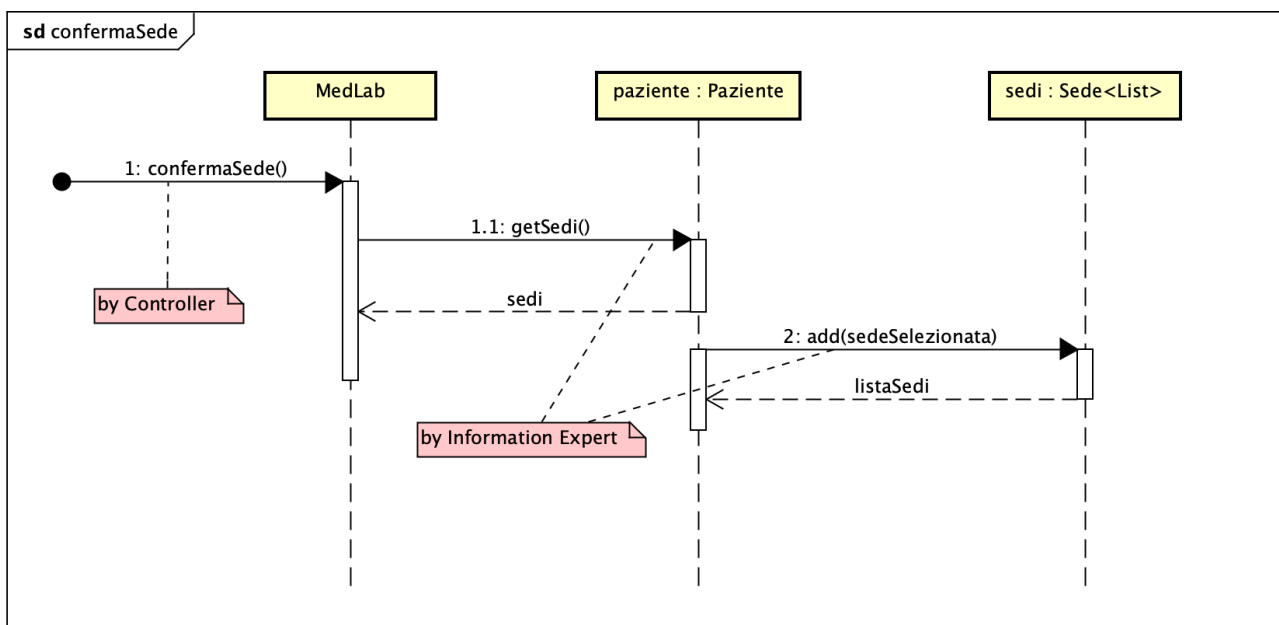 sd confermaSede
MedLab
paziente : Paziente
sedi : Sede<List>
1: confermaSede()
1.1: getSedi()
by Controller
sedi
2: add(sedeSelezionata)
listaSedi
by Information Expert